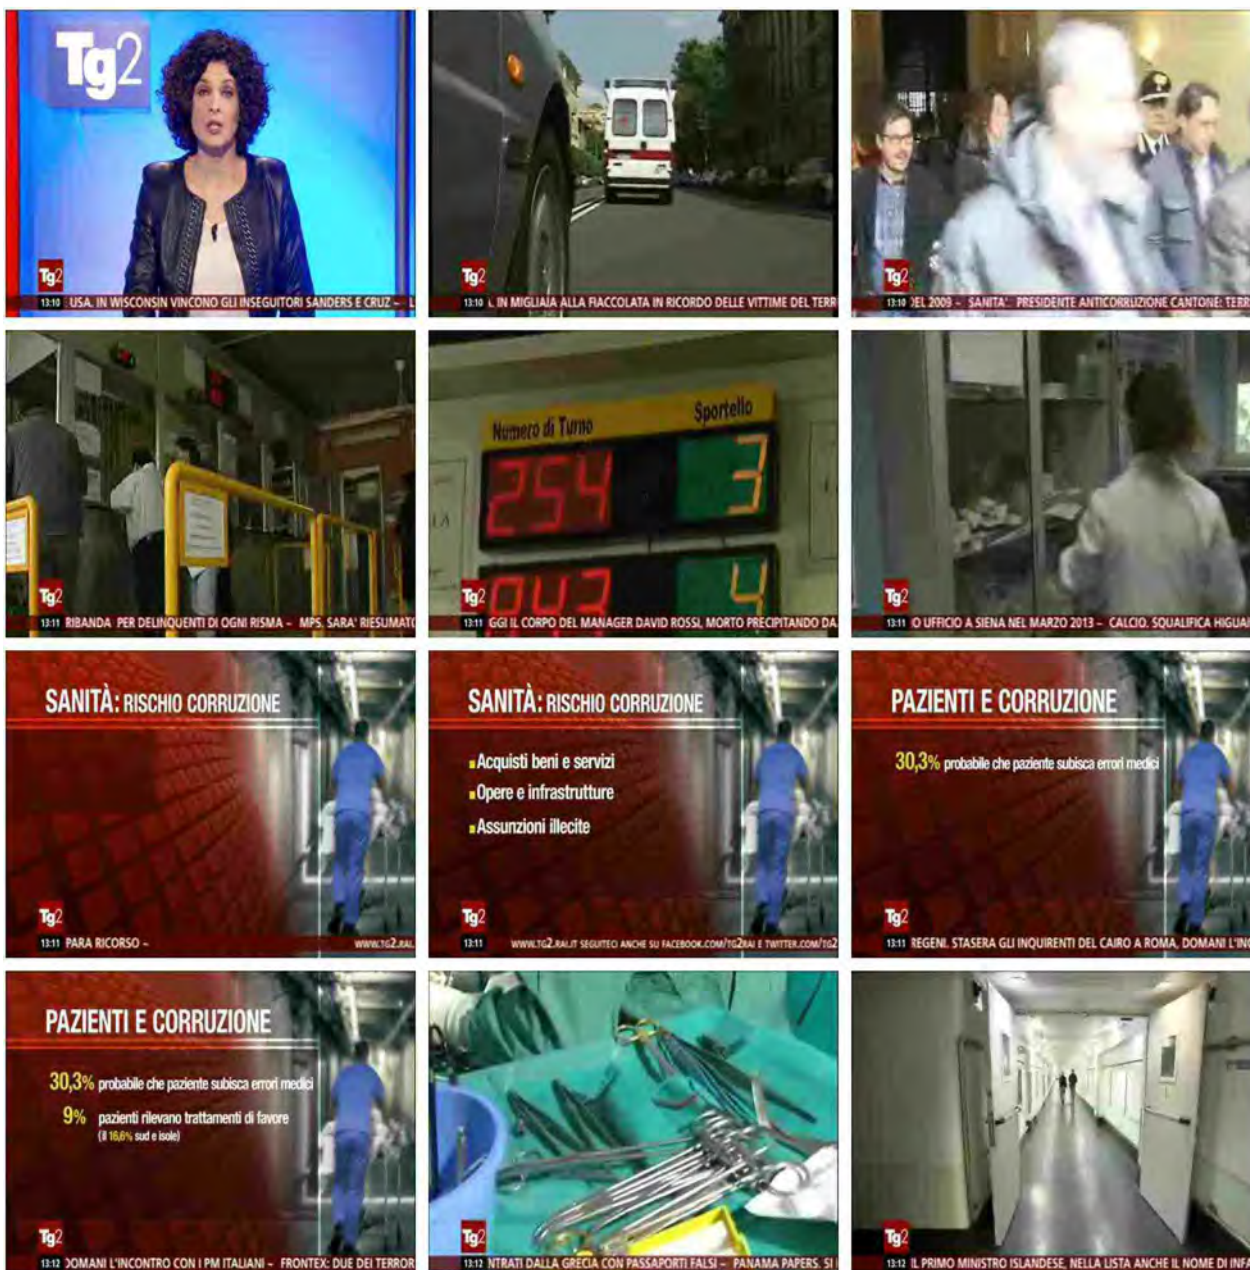 Tg2
Tg2
13:10 USA. IN WISCONSIN VINCONO GLI INSEGUITORI SANDERS E CRUZ – L
Tg2
13:10 . IN MIGLIAIA ALLA FIACCOLATA IN RICORDO DELLE VITTIME DEL TERR
13:10 DEL 2009 – SANITA'. PRESIDENTE ANTICORRUZIONE CANTONE: TERR
Tg2
13:11 RIBANDA PER DELINQUENTI DI OGNI RISMA – MPS. SARA' RIESUMATO
Numero di Turno Sportello
254 3
943 4
Tg2
13:11 GGI IL CORPO DEL MANAGER DAVID ROSSI, MORTO PRECIPITANDO DA
Tg2
13:11 O UFFICIO A SIENA NEL MARZO 2013 – CALCIO. SQUALIFICA HIGUAI
SANITÀ: RISCHIO CORRUZIONE
Tg2
13:11 PARA RICORSO – WWW.TG2.RAI.
SANITÀ: RISCHIO CORRUZIONE
Acquisti beni e servizi
Opere e infrastrutture
Assunzioni illecite
Tg2
13:11 WWW.TG2.RAI.IT SEGUITECI ANCHE SU FACEBOOK.COM/TG2RAI E TWITTER.COM/TG2
PAZIENTI E CORRUZIONE
30,3% probabile che paziente subisca errori medici
Tg2
13:11 REGENI. STASERA GLI INQUIRENTI DEL CAIRO A ROMA, DOMANI L'INC
PAZIENTI E CORRUZIONE
30,3% probabile che paziente subisca errori medici
9% pazienti rilevano trattamenti di favore
(il 16,6% sud e isole)
Tg2
13:12 DOMANI L'INCONTRO CON I PM ITALIANI – FRONTEX: DUE DEI TERROR
Tg2
13:12 NTRATI DALLA GRECIA CON PASSAPORTI FALSI – PANAMA PAPERS. SI
Tg2
13:12 IL PRIMO MINISTRO ISLANDESE, NELLA LISTA ANCHE IL NOME DI INF